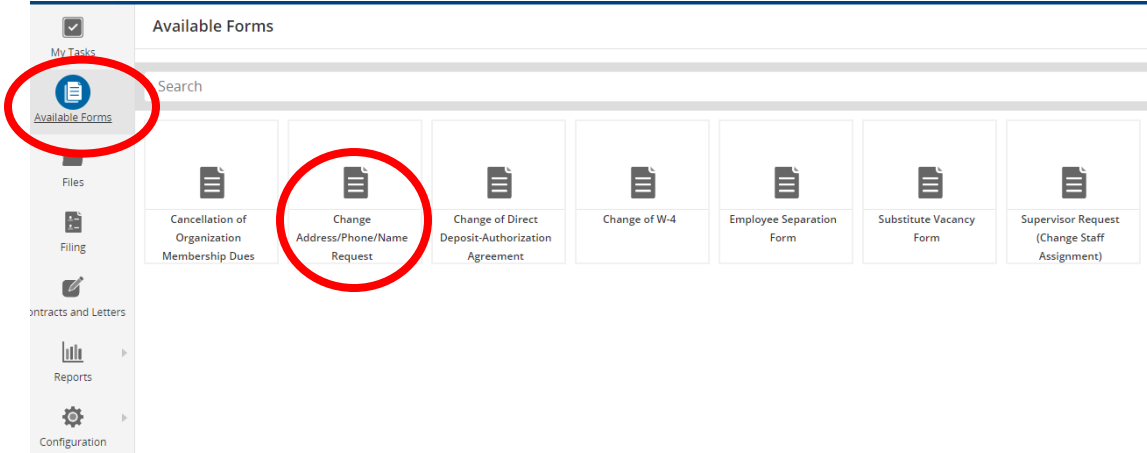 My Tasks
Available Forms
Files
Filing
ontracts and Letters
Reports
Configuration
Available Forms
Search
Cancellation of
Organization
Membership Dues
Change
Address/Phone/Name
Request
Change of Direct
Deposit-Authorization
Agreement
Change of W-4
Employee Separation
Form
Substitute Vacancy
Form
Supervisor Request
(Change Staff
Assignment)